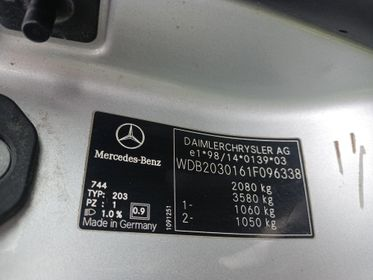 Mercedes-Benz
744
TYP: 203
PZ : 1
1.0% 0.9
Made in Germany
1091251
DAIMLERCHRYSLER AG
e1*98/14*0139*03
WDB2030161F096338
2080 kg
3580 kg
1- 1060 kg
2- 1050 kg